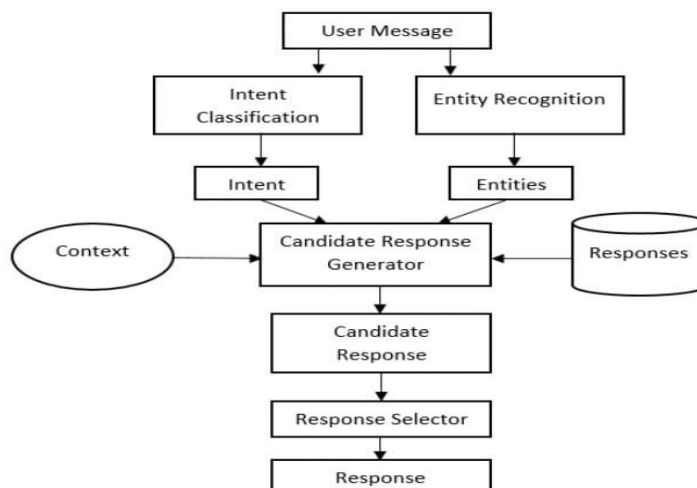 User Message
Intent
Classification
Entity Recognition
Intent
Entities
Context
Candidate Response
Generator
Responses
Candidate
Response
Response Selector
Response